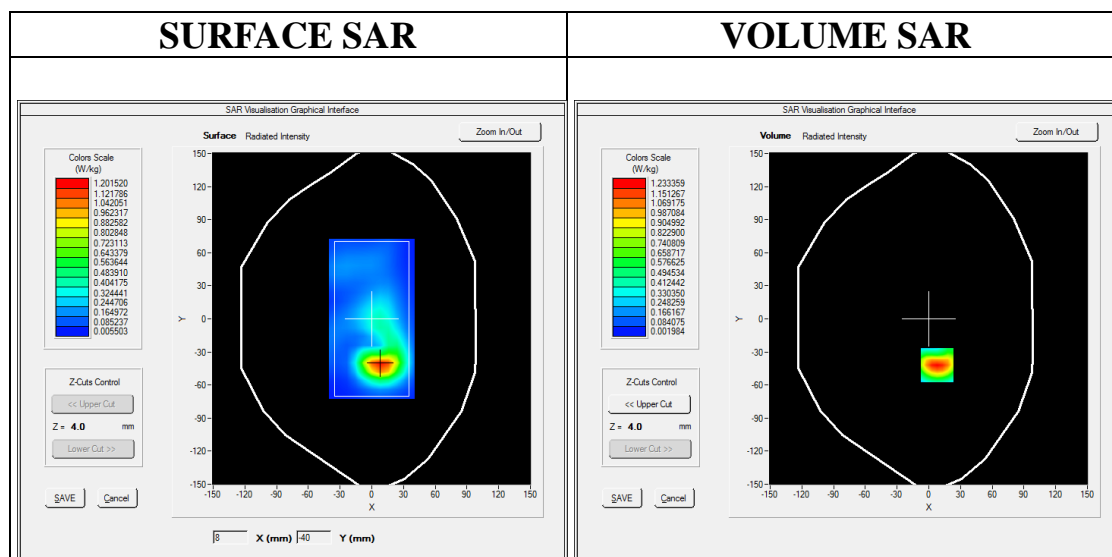 SURFACE SAR
VOLUME SAR
SAR Visualisation Graphical Interface
Surface Radiated Intensity
Zoom In/Out
Colors Scale
(W/kg)
1.201520
1.121786
1.042051
0.962317
0.882582
0.802848
0.723113
0.643379
0.563644
0.483910
0.404175
0.324441
0.244706
0.164972
0.085237
0.005503
150
120
90
60
30
0
-30
-60
-90
-120
-150
Y
-150 -120 -90 -60 -30 0 30 60 90 120 150
X
Z-Cuts Control
<< Upper Cut
Z = 4.0 mm
Lower Cut >>
SAVE Cancel
8 X (mm) -40 Y (mm)
SAR Visualisation Graphical Interface
Volume Radiated Intensity
Zoom In/Out
Colors Scale
(W/kg)
1.233359
1.151267
1.069175
0.987084
0.904992
0.822900
0.740809
0.658717
0.576625
0.494534
0.412442
0.330350
0.248259
0.166167
0.084075
0.001984
150
120
90
60
30
0
-30
-60
-90
-120
-150
Y
-150 -120 -90 -60 -30 0 30 60 90 120 150
X
Z-Cuts Control
<< Upper Cut
Z = 4.0 mm
Lower Cut >>
SAVE Cancel